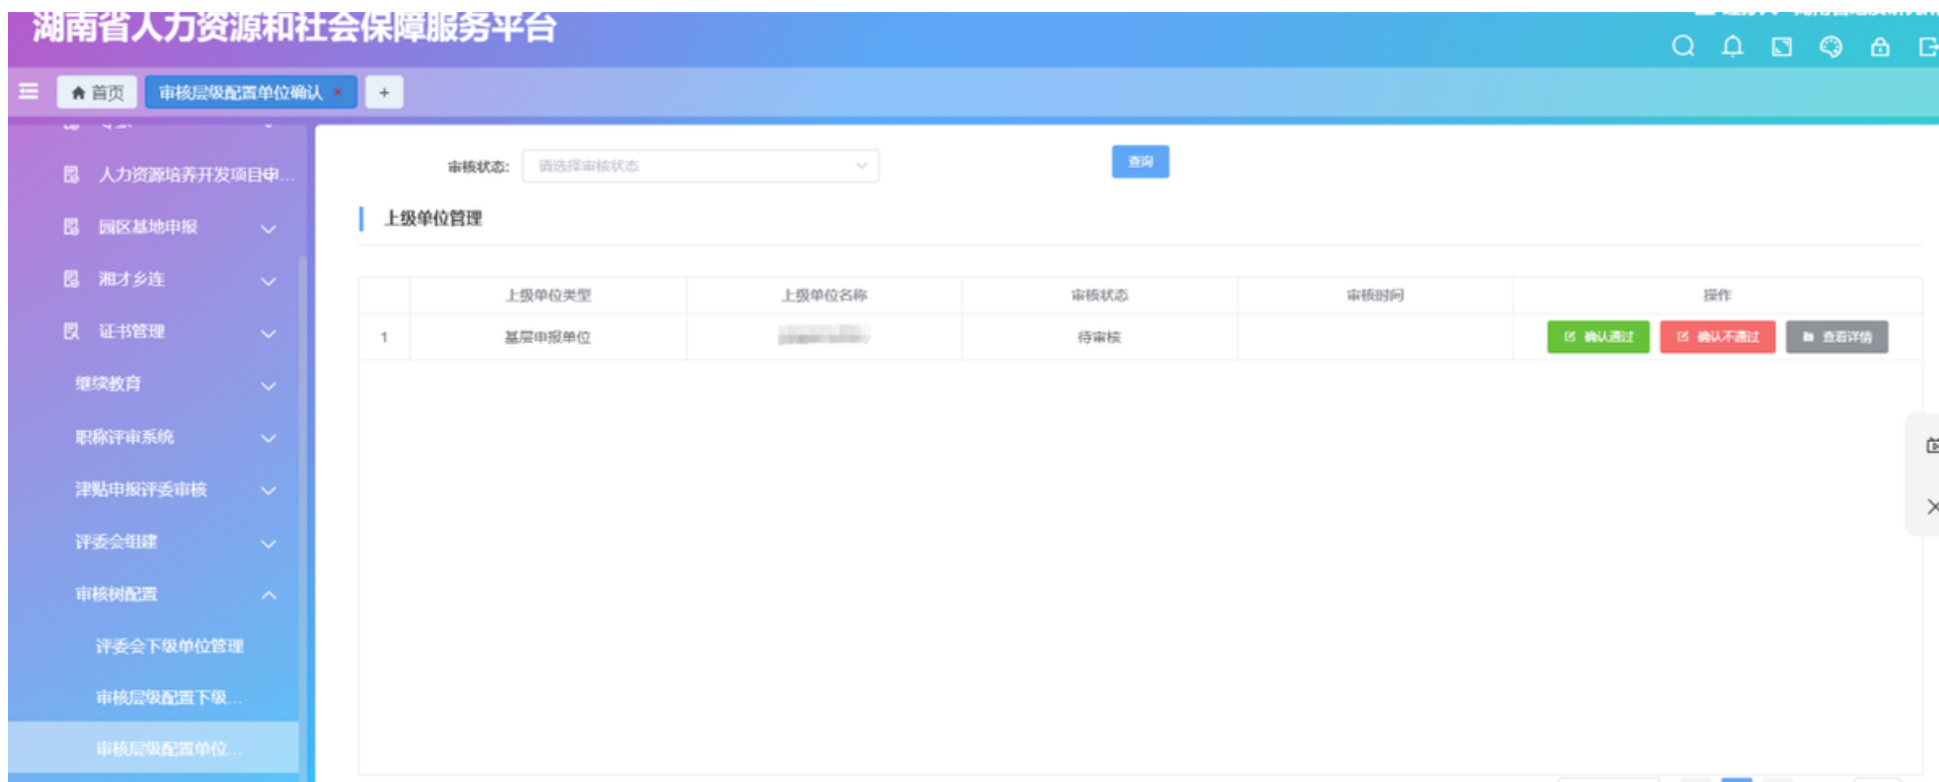 湖南省人力资源和社会保障服务平台
首页
审核层级配置单位确认 ×
+
人力资源培养开发项目申...
园区基地申报
湘才乡连
证书管理
继续教育
职称评审系统
津贴申报评委审核
评委会组建
审核树配置
评委会下级单位管理
审核层级配置下级...
审核层级配置单位...
审核状态: 请选择审核状态 查询
上级单位管理
上级单位类型 上级单位名称 审核状态 审核时间 操作
1 基层申报单位 待审核 确认通过 确认不通过 查看详情